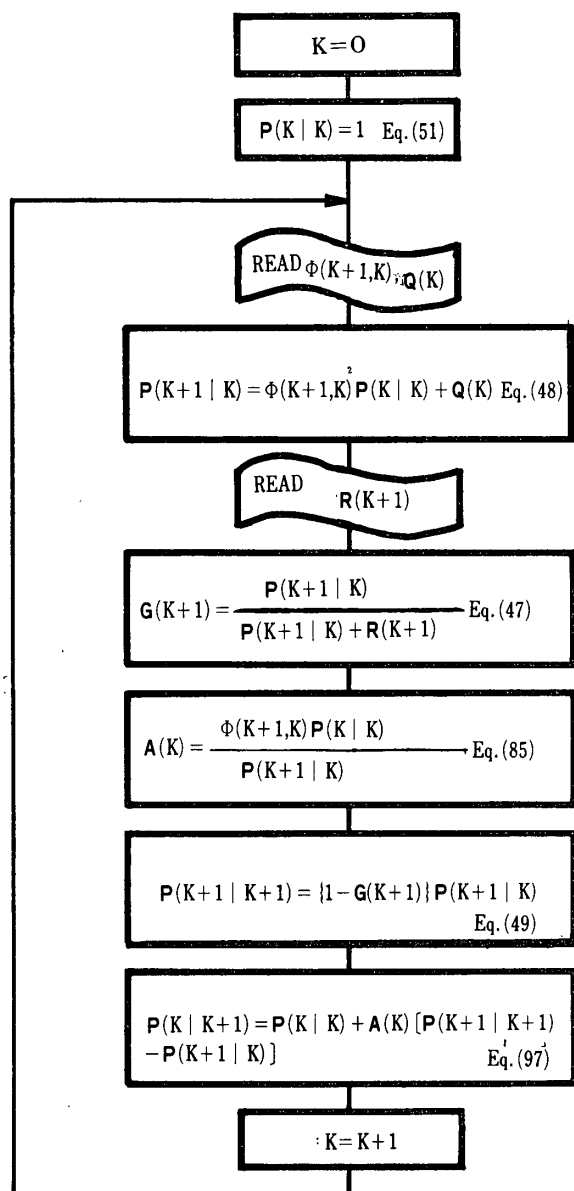 K=O
P(K | K) = 1 Eq. (51)
READ Φ(K+1,K), Q(K)
P(K+1 | K) = Φ(K+1,K)² P(K | K) + Q(K) Eq. (48)
READ R(K+1)
P(K+1 | K)
G(K+1) = Eq. (47)
P(K+1 | K) + R(K+1)
Φ(K+1,K) P(K | K)
A(K) = Eq. (85)
P(K+1 | K)
P(K+1 | K+1) = {1-G(K+1)} P(K+1 | K)
Eq. (49)
P(K | K+1) = P(K | K) + A(K) [P(K+1 | K+1)
-P(K+1 | K)] Eq. (97)
K=K+1